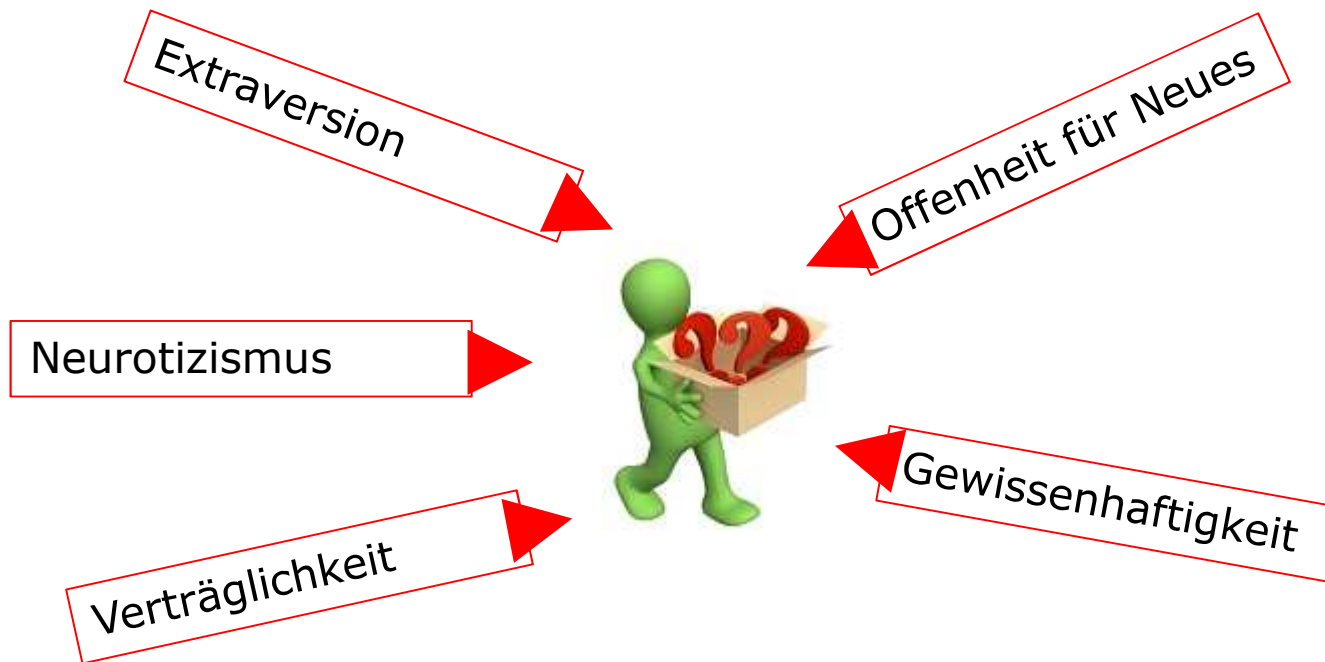 Extraversion
Offenheit für Neues
Neurotizismus
Gewissenhaftigkeit
Verträglichkeit
???